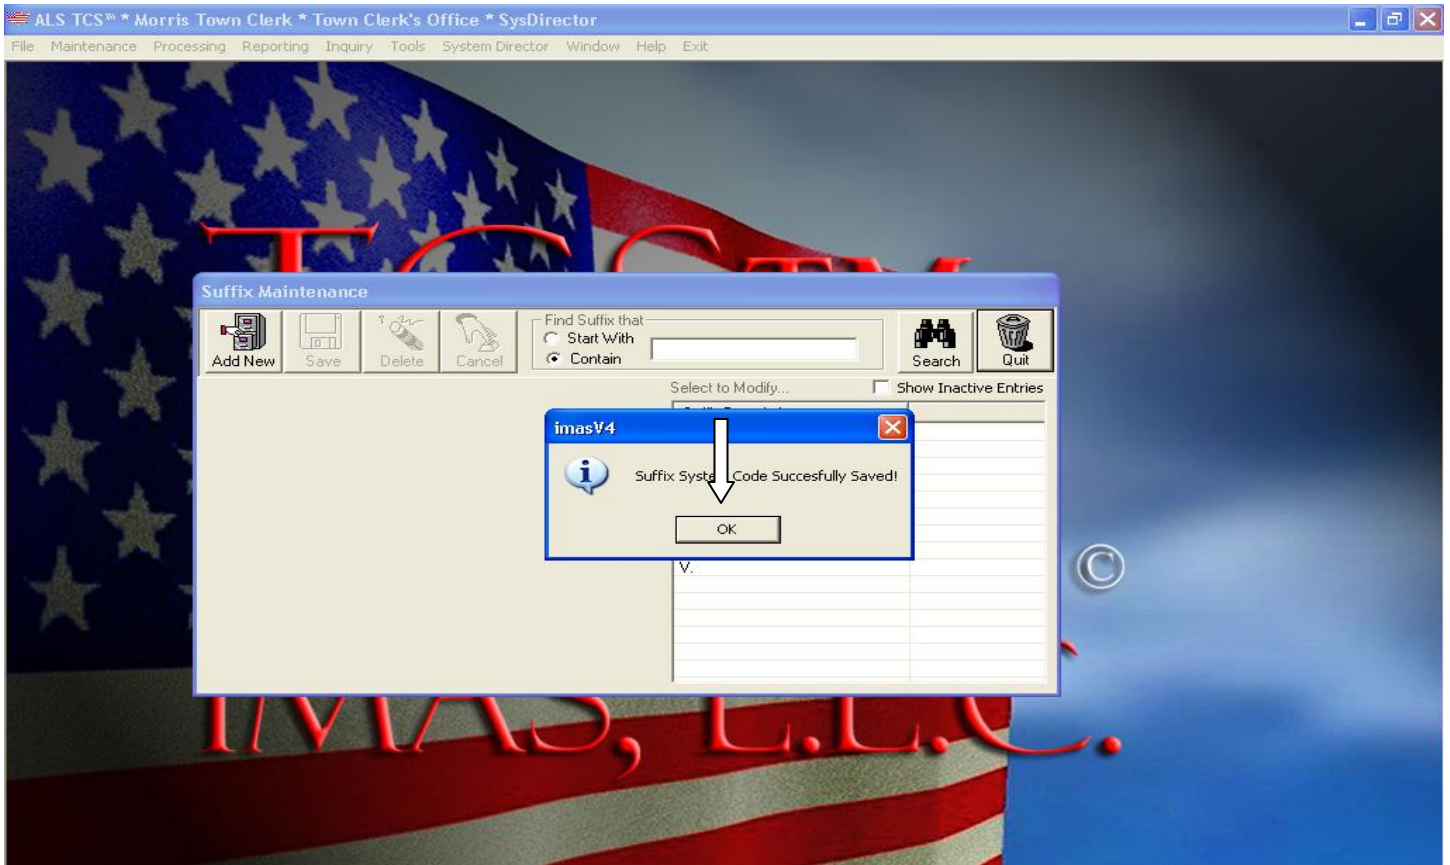 ALS TCS™ * Morris Town Clerk * Town Clerk's Office * SysDirector
File Maintenance Processing Reporting Inquiry Tools System Director Window Help Exit
TCSTM
Suffix Maintenance
Add New Save Delete Cancel
Find Suffix that
Start With
Contain
Search Quit
Select to Modify... Show Inactive Entries
imasV4
Suffix System Code Succesfully Saved!
OK
V.
©
IMAS, L.L.C.